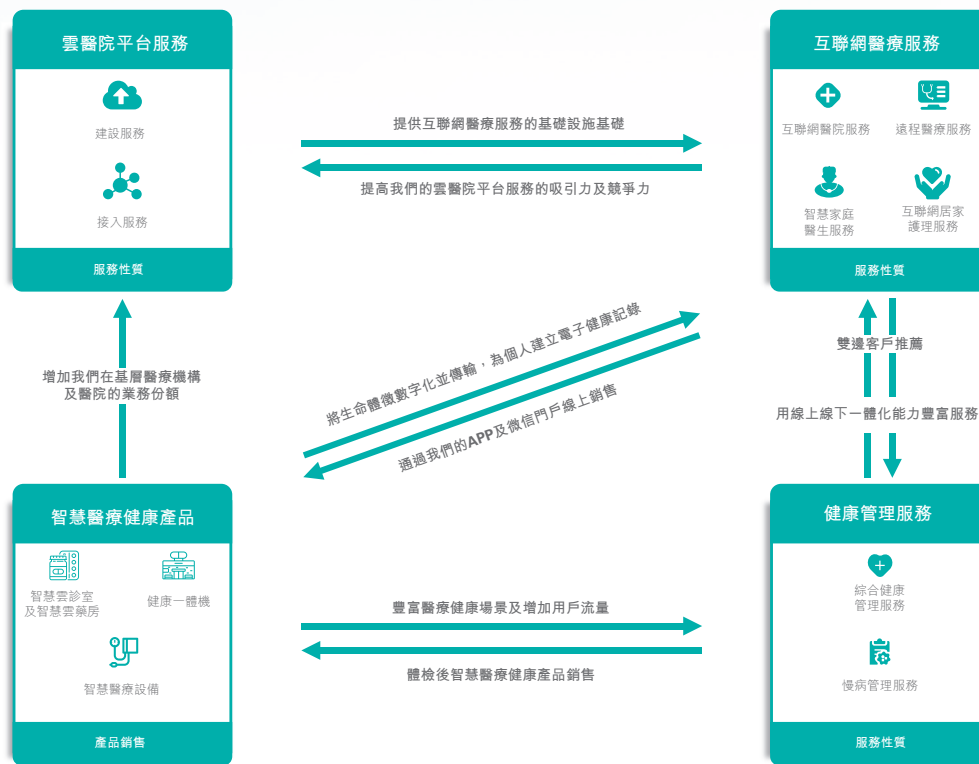 雲醫院平台服務
建設服務
接入服務
服務性質
提供互聯網醫療服務的基礎設施基礎
提高我們的雲醫院平台服務的吸引力及競爭力
互聯網醫療服務
互聯網醫院服務
遠程醫療服務
智慧家庭
醫生服務
互聯網居家
護理服務
服務性質
增加我們在基層醫療機構
及醫院的業務份額
將生命體徵數字化並傳輸，為個人建立電子健康記錄
通過我們的APP及微信門戶線上銷售
雙邊客戶推薦
用線上線下一體化能力豐富服務
智慧醫療健康產品
智慧雲診室
及智慧雲藥房
健康一體機
智慧醫療設備
產品銷售
豐富醫療健康場景及增加用戶流量
體檢後智慧醫療健康產品銷售
健康管理服務
綜合健康
管理服務
慢病管理服務
服務性質